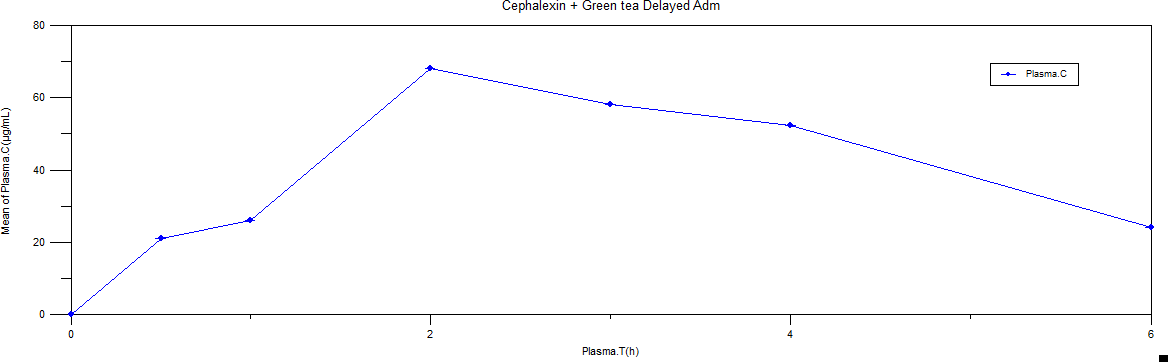 Cephalexin + Green tea Delayed Adm
80
60
40
20
0
Mean of Plasma.C(µg/mL)
Plasma.C
0
2
4
6
Plasma.T(h)